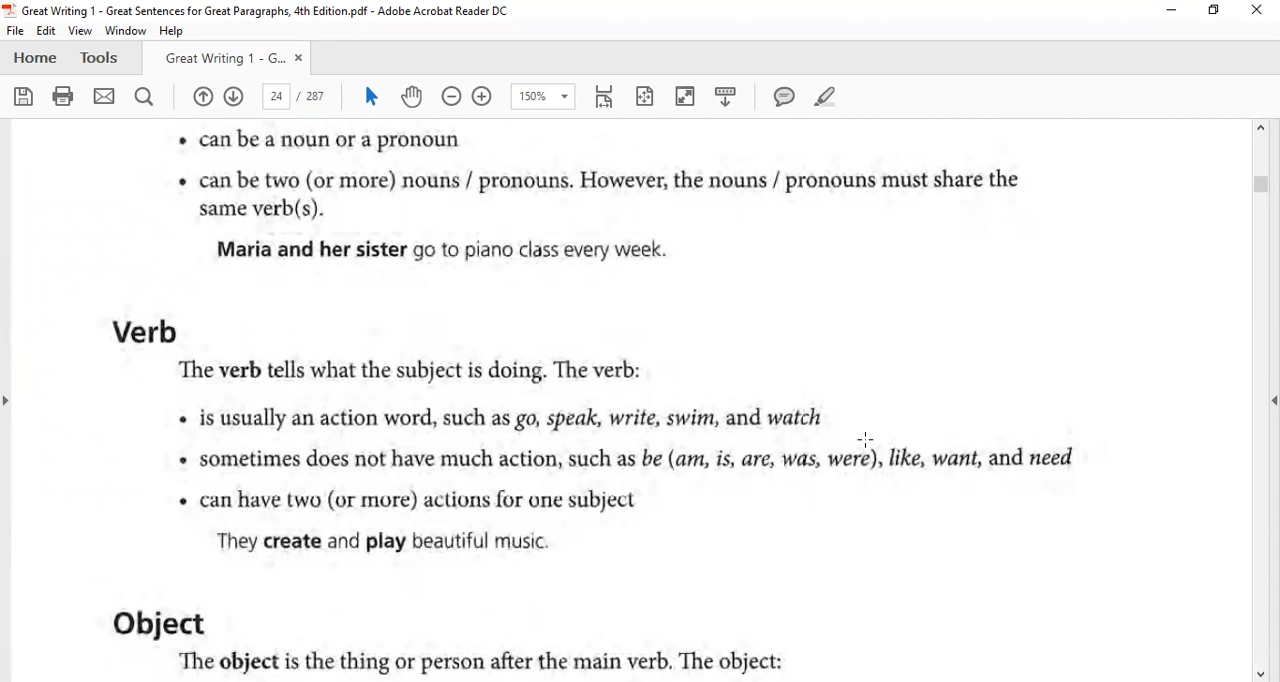 Great Writing 1 - Great Sentences for Great Paragraphs, 4th Edition.pdf - Adobe Acrobat Reader DC
File Edit View Window Help
Home Tools Great Writing 1 - G... ×
24 / 287 150%
• can be a noun or a pronoun
• can be two (or more) nouns / pronouns. However, the nouns / pronouns must share the
same verb(s).
Maria and her sister go to piano class every week.
Verb
The verb tells what the subject is doing. The verb:
• is usually an action word, such as go, speak, write, swim, and watch
• sometimes does not have much action, such as be (am, is, are, was, were), like, want, and need
• can have two (or more) actions for one subject
They create and play beautiful music.
Object
The object is the thing or person after the main verb. The object: